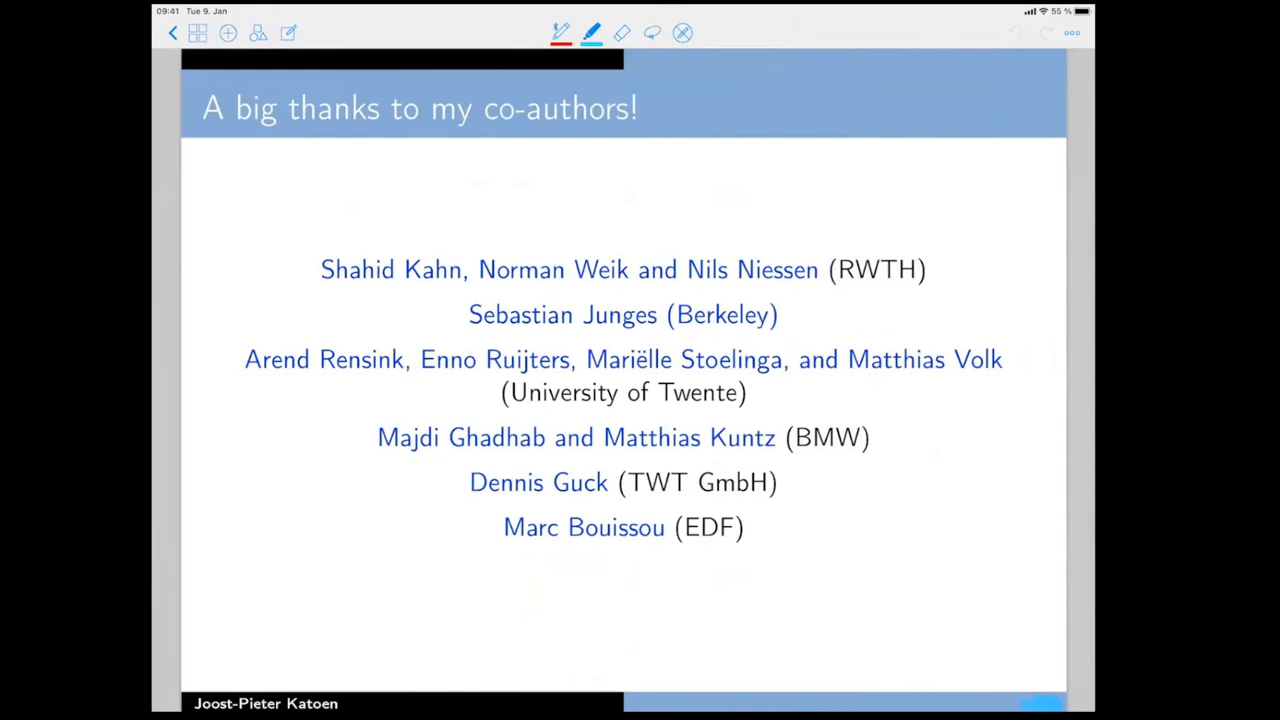 09:41 Tue 9. Jan 55 %
A big thanks to my co-authors!
Shahid Kahn, Norman Weik and Nils Niessen (RWTH)
Sebastian Junges (Berkeley)
Arend Rensink, Enno Ruijters, Mariëlle Stoelinga, and Matthias Volk
(University of Twente)
Majdi Ghadhab and Matthias Kuntz (BMW)
Dennis Guck (TWT GmbH)
Marc Bouissou (EDF)
Joost-Pieter Katoen